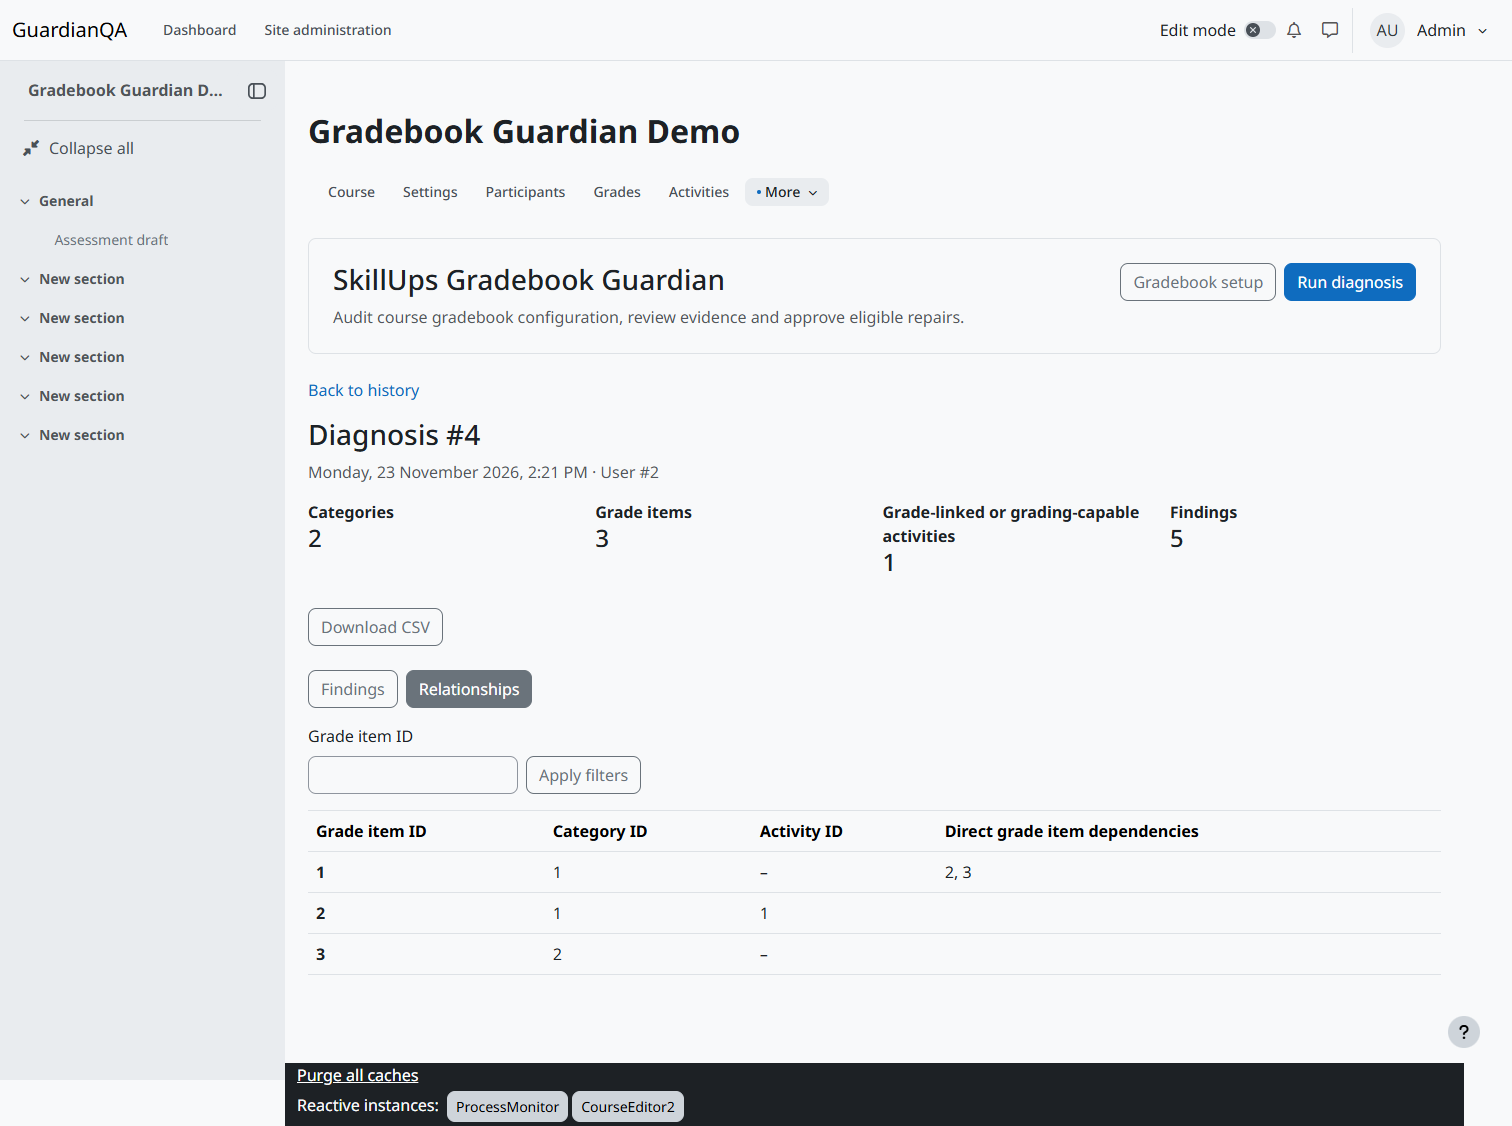 GuardianQA
Dashboard
Site administration
Edit mode
AU
Admin
Gradebook Guardian D...
Collapse all
General
Assessment draft
New section
New section
New section
New section
New section
Gradebook Guardian Demo
Course
Settings
Participants
Grades
Activities
• More
SkillUps Gradebook Guardian
Audit course gradebook configuration, review evidence and approve eligible repairs.
Gradebook setup
Run diagnosis
Back to history
Diagnosis #4
Monday, 23 November 2026, 2:21 PM · User #2
Categories
2
Grade items
3
Grade-linked or grading-capable
activities
1
Findings
5
Download CSV
Findings
Relationships
Grade item ID
Apply filters
Grade item ID Category ID Activity ID Direct grade item dependencies
1 1 – 2, 3
2 1 1
3 2 –
?
Purge all caches
Reactive instances: ProcessMonitor CourseEditor2